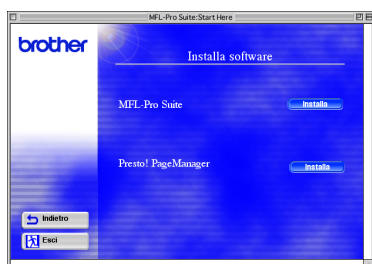 MFL-Pro Suite:Start Here
brother
Installa software
MFL-Pro Suite
Installa
Presto! PageManager
Installa
Indietro
Esci